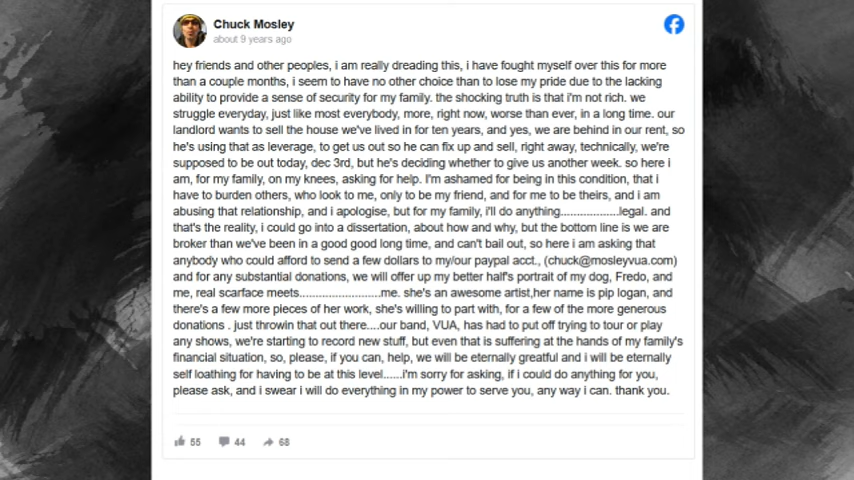 Chuck Mosley
about 9 years ago
hey friends and other peoples, i am really dreading this, i have fought myself over this for more
than a couple months, i seem to have no other choice than to lose my pride due to the lacking
ability to provide a sense of security for my family. the shocking truth is that i'm not rich. we
struggle everyday, just like most everybody, more, right now, worse than ever, in a long time. our
landlord wants to sell the house we've lived in for ten years, and yes, we are behind in our rent, so
he's using that as leverage, to get us out so he can fix up and sell, right away, technically, we're
supposed to be out today, dec 3rd, but he's deciding whether to give us another week. so here i
am, for my family, on my knees, asking for help. I'm ashamed for being in this condition, that i
have to burden others, who look to me, only to be my friend, and for me to be theirs, and i am
abusing that relationship, and i apologise, but for my family, i'll do anything...................legal. and
that's the reality, i could go into a dissertation, about how and why, but the bottom line is we are
broker than we've been in a good good long time, and can't bail out, so here i am asking that
anybody who could afford to send a few dollars to my/our paypal acct., (chuck@mosleyvua.com)
and for any substantial donations, we will offer up my better half's portrait of my dog, Fredo, and
me, real scarface meets..........................me. she's an awesome artist,her name is pip logan, and
there's a few more pieces of her work, she's willing to part with, for a few of the more generous
donations . just throwin that out there....our band, VUA, has had to put off trying to tour or play
any shows, we're starting to record new stuff, but even that is suffering at the hands of my family's
financial situation, so, please, if you can, help, we will be eternally greatful and i will be eternally
self loathing for having to be at this level......i'm sorry for asking, if i could do anything for you,
please ask, and i swear i will do everything in my power to serve you, any way i can. thank you.
55 44 68